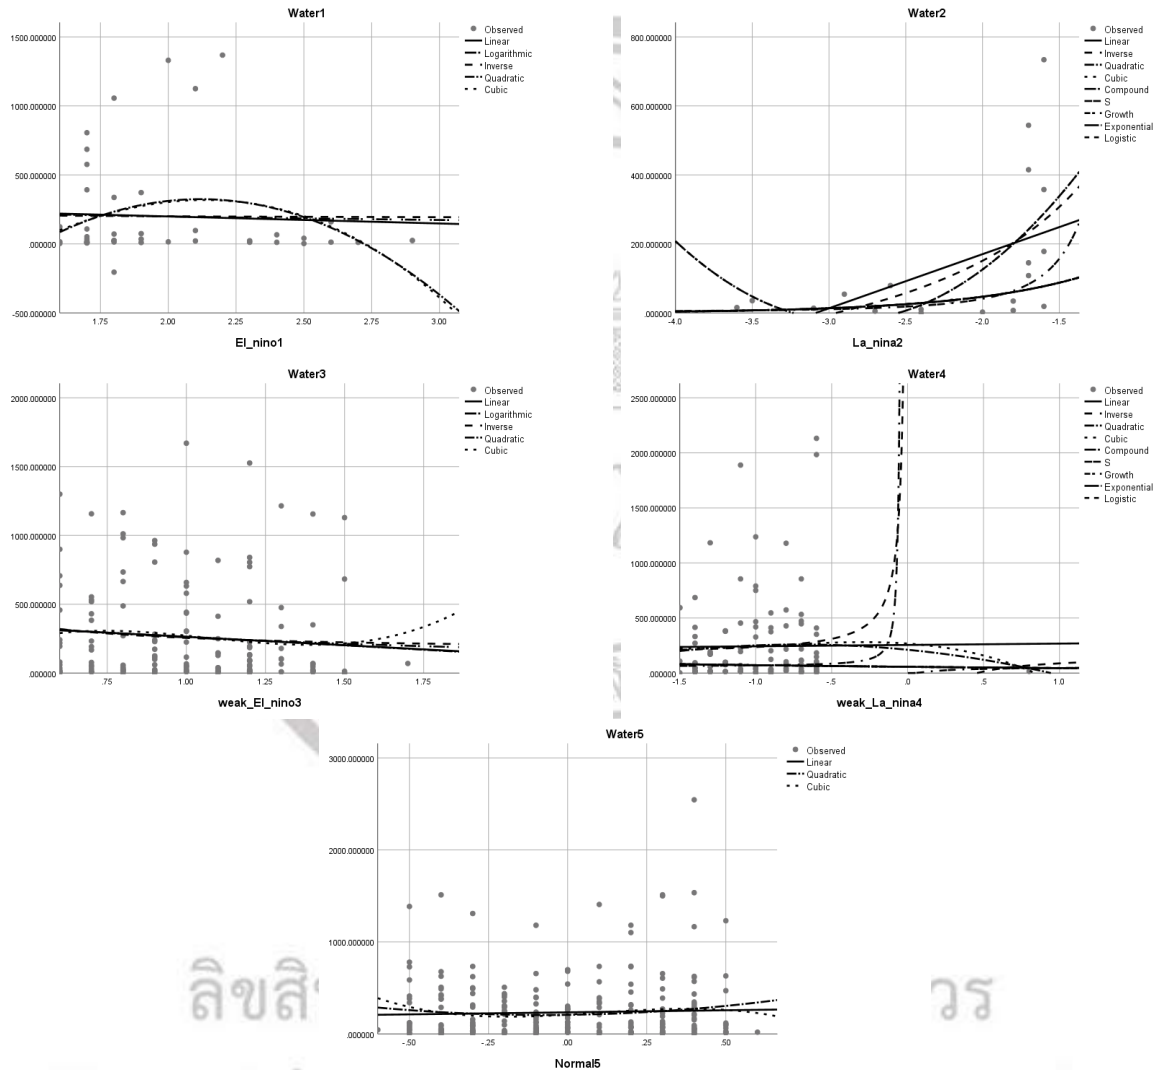 Water1
1500.000000
1000.000000
500.000000
.000000
-500.000000
1.75
2.00
2.25
2.50
2.75
3.00
El_nino1
Observed
Linear
Logarithmic
Inverse
Quadratic
Cubic
Water2
800.000000
600.000000
400.000000
200.000000
.000000
-4.0
-3.5
-3.0
-2.5
-2.0
-1.5
La_nina2
Observed
Linear
Inverse
Quadratic
Cubic
Compound
S
Growth
Exponential
Logistic
Water3
2000.000000
1500.000000
1000.000000
500.000000
.000000
.75
1.00
1.25
1.50
1.75
weak_El_nino3
Observed
Linear
Logarithmic
Inverse
Quadratic
Cubic
Water4
2500.000000
2000.000000
1500.000000
1000.000000
500.000000
.000000
-1.5
-1.0
-.5
.0
.5
1.0
weak_La_nina4
Observed
Linear
Inverse
Quadratic
Cubic
Compound
S
Growth
Exponential
Logistic
Water5
3000.000000
2000.000000
1000.000000
.000000
-.50
-.25
.00
.25
.50
Normal5
Observed
Linear
Quadratic
Cubic